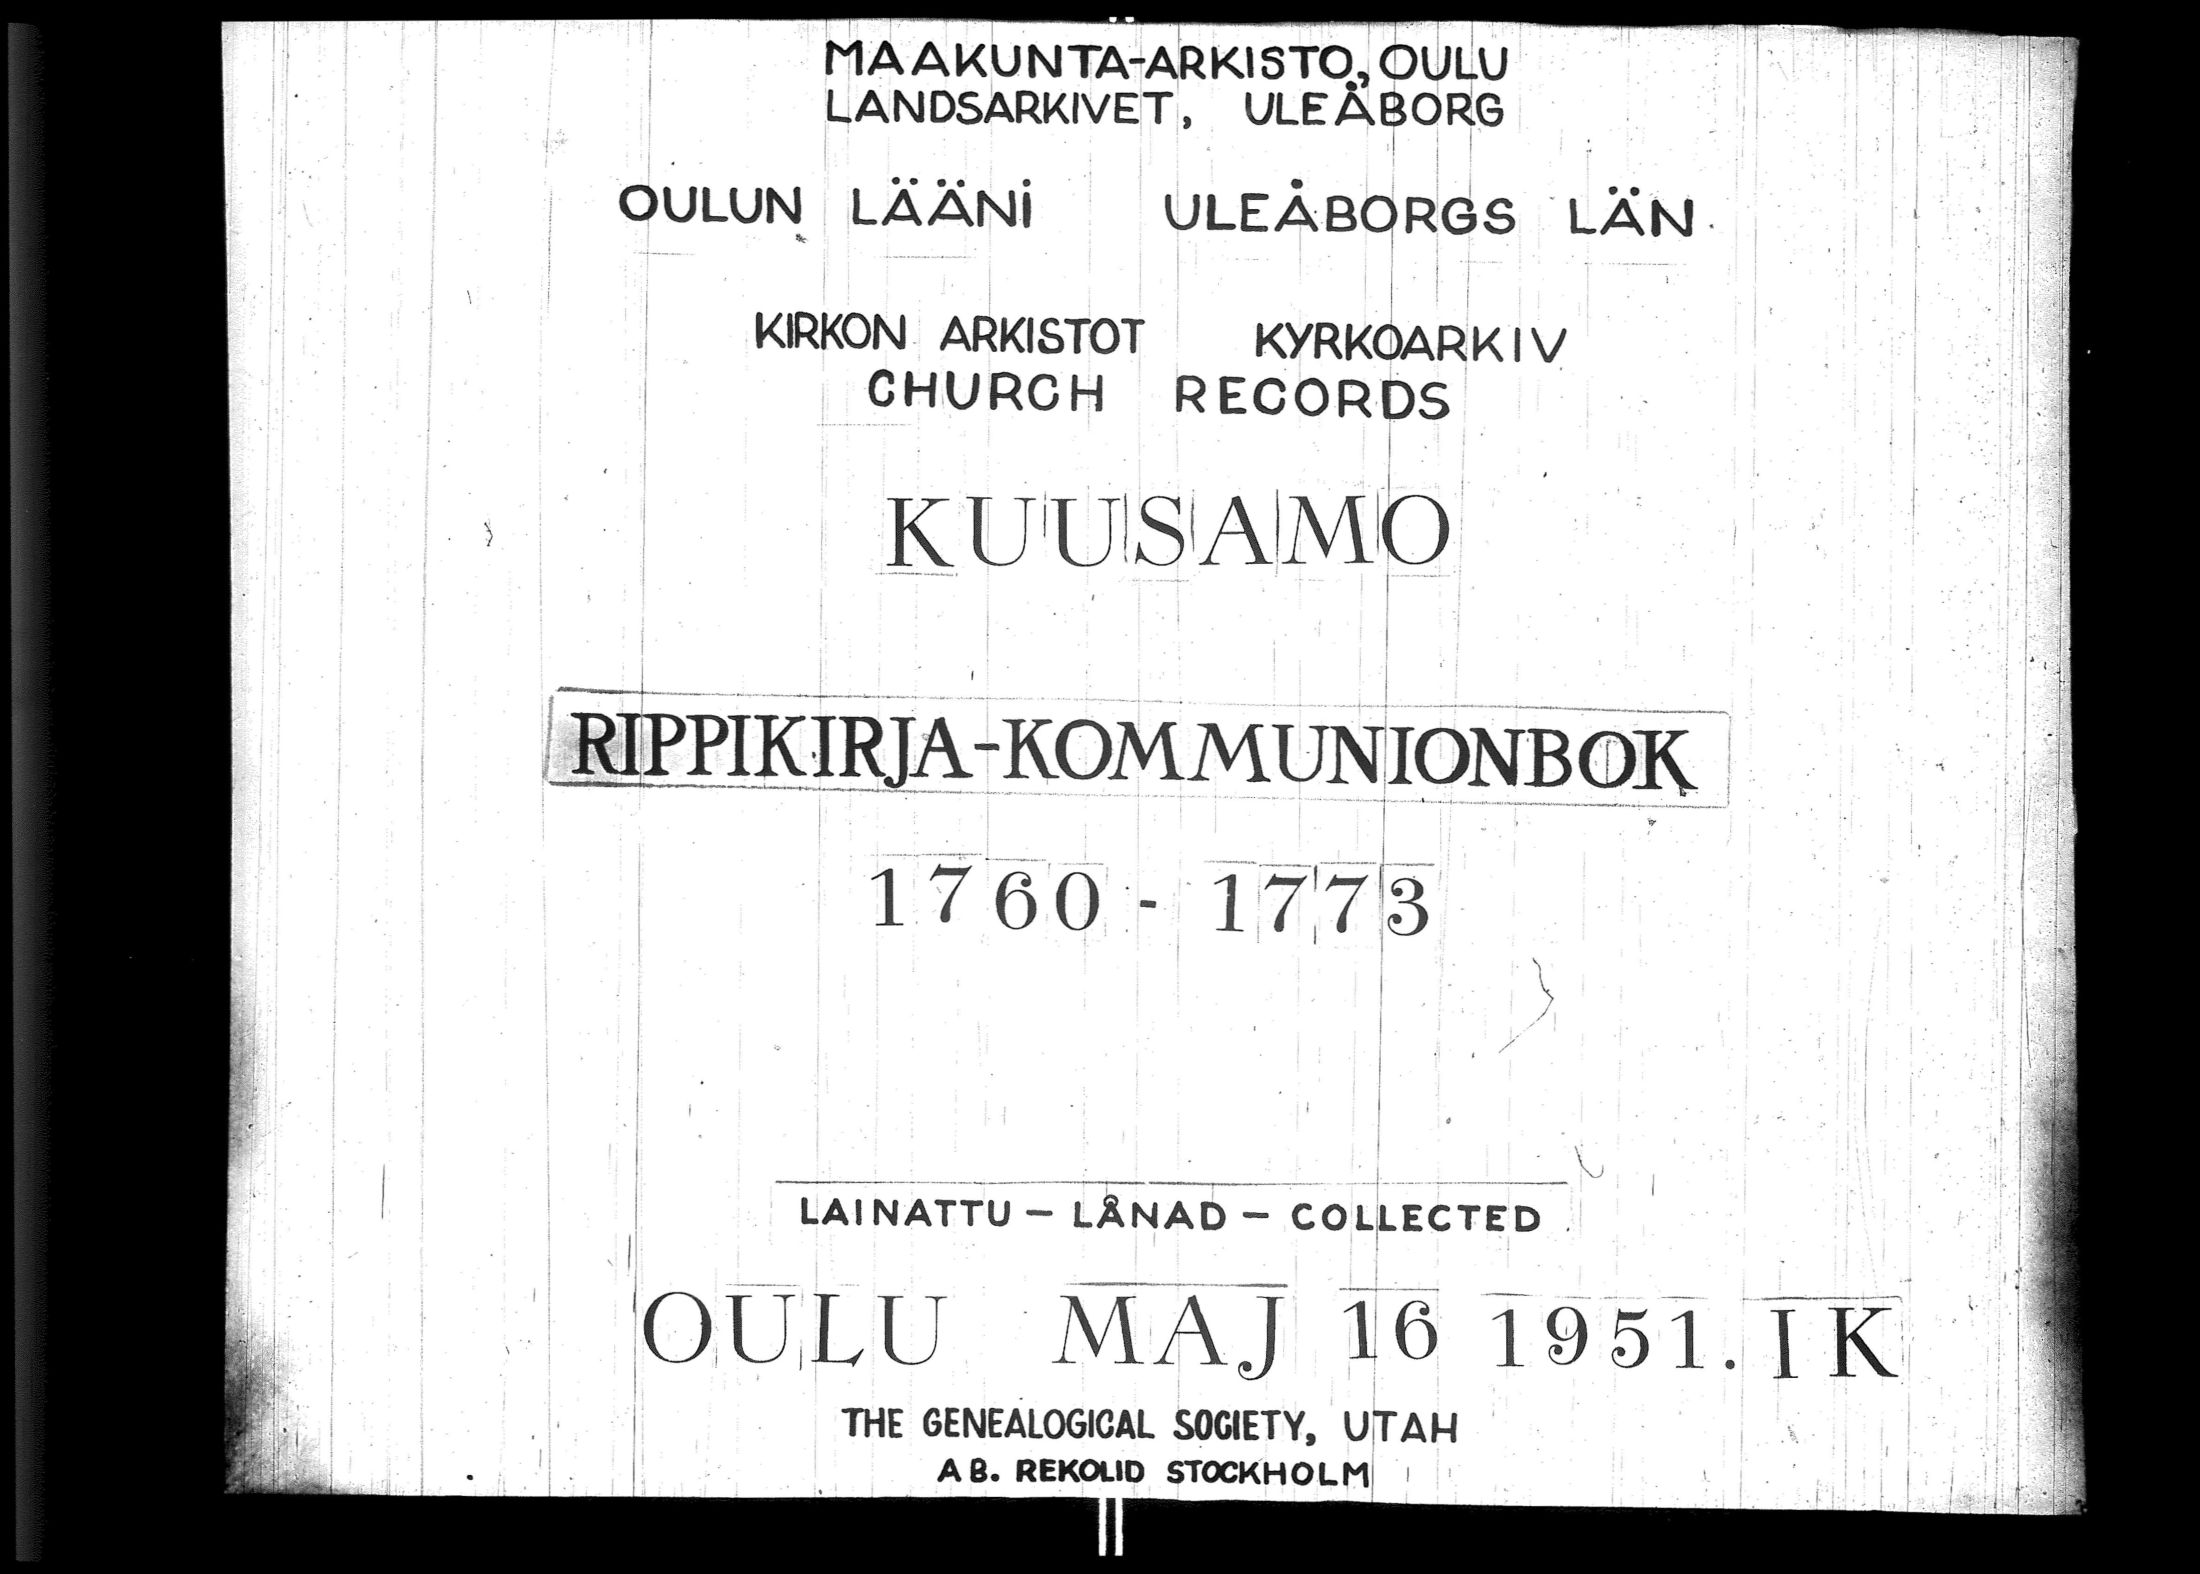 MAAKUNTA-ARKISTO, OULU
LANDSARKIVET, ULEÅBORG
OULUN LÄÄNI ULEÅBORGS LÄN
KIRKON ARKISTOT KYRKOARKIV
CHURCH RECORDS
KUUSAMO
RIPPIKIRJA-KOMMUNIONBOK
1760 - 1773
LAINATTU - LÅNAD - COLLECTED
OULU MAJ 16 1951. IK
THE GENEALOGICAL SOCIETY, UTAH
AB. REKOLID STOCKHOLM